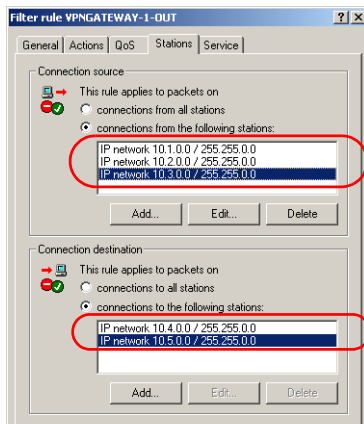 Filter rule VPNGATEWAY-1-OUT
General Actions QoS Stations Service
Connection source
This rule applies to packets on
connections from all stations
connections from the following stations:
IP network 10.1.0.0 / 255.255.0.0
IP network 10.2.0.0 / 255.255.0.0
IP network 10.3.0.0 / 255.255.0.0
Add... Edit... Delete
Connection destination
This rule applies to packets on
connections to all stations
connections to the following stations:
IP network 10.4.0.0 / 255.255.0.0
IP network 10.5.0.0 / 255.255.0.0
Add... Edit... Delete